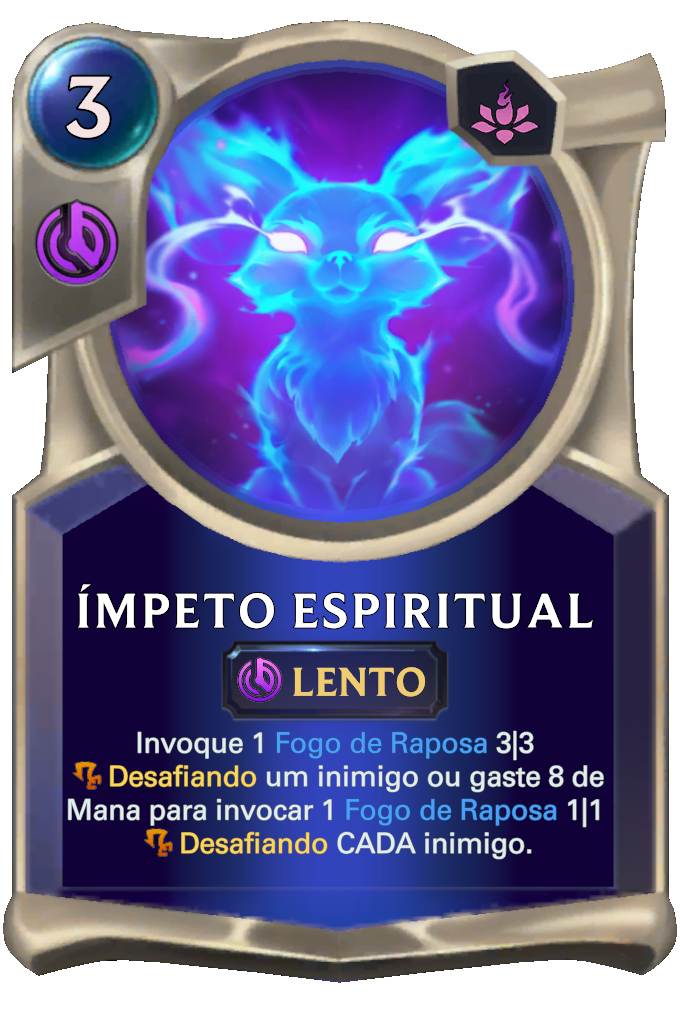 3
ÍMPETO ESPIRITUAL
LENTO
Invoque 1 Fogo de Raposa 3|3
Desafiando um inimigo ou gaste 8 de
Mana para invocar 1 Fogo de Raposa 1|1
Desafiando CADA inimigo.